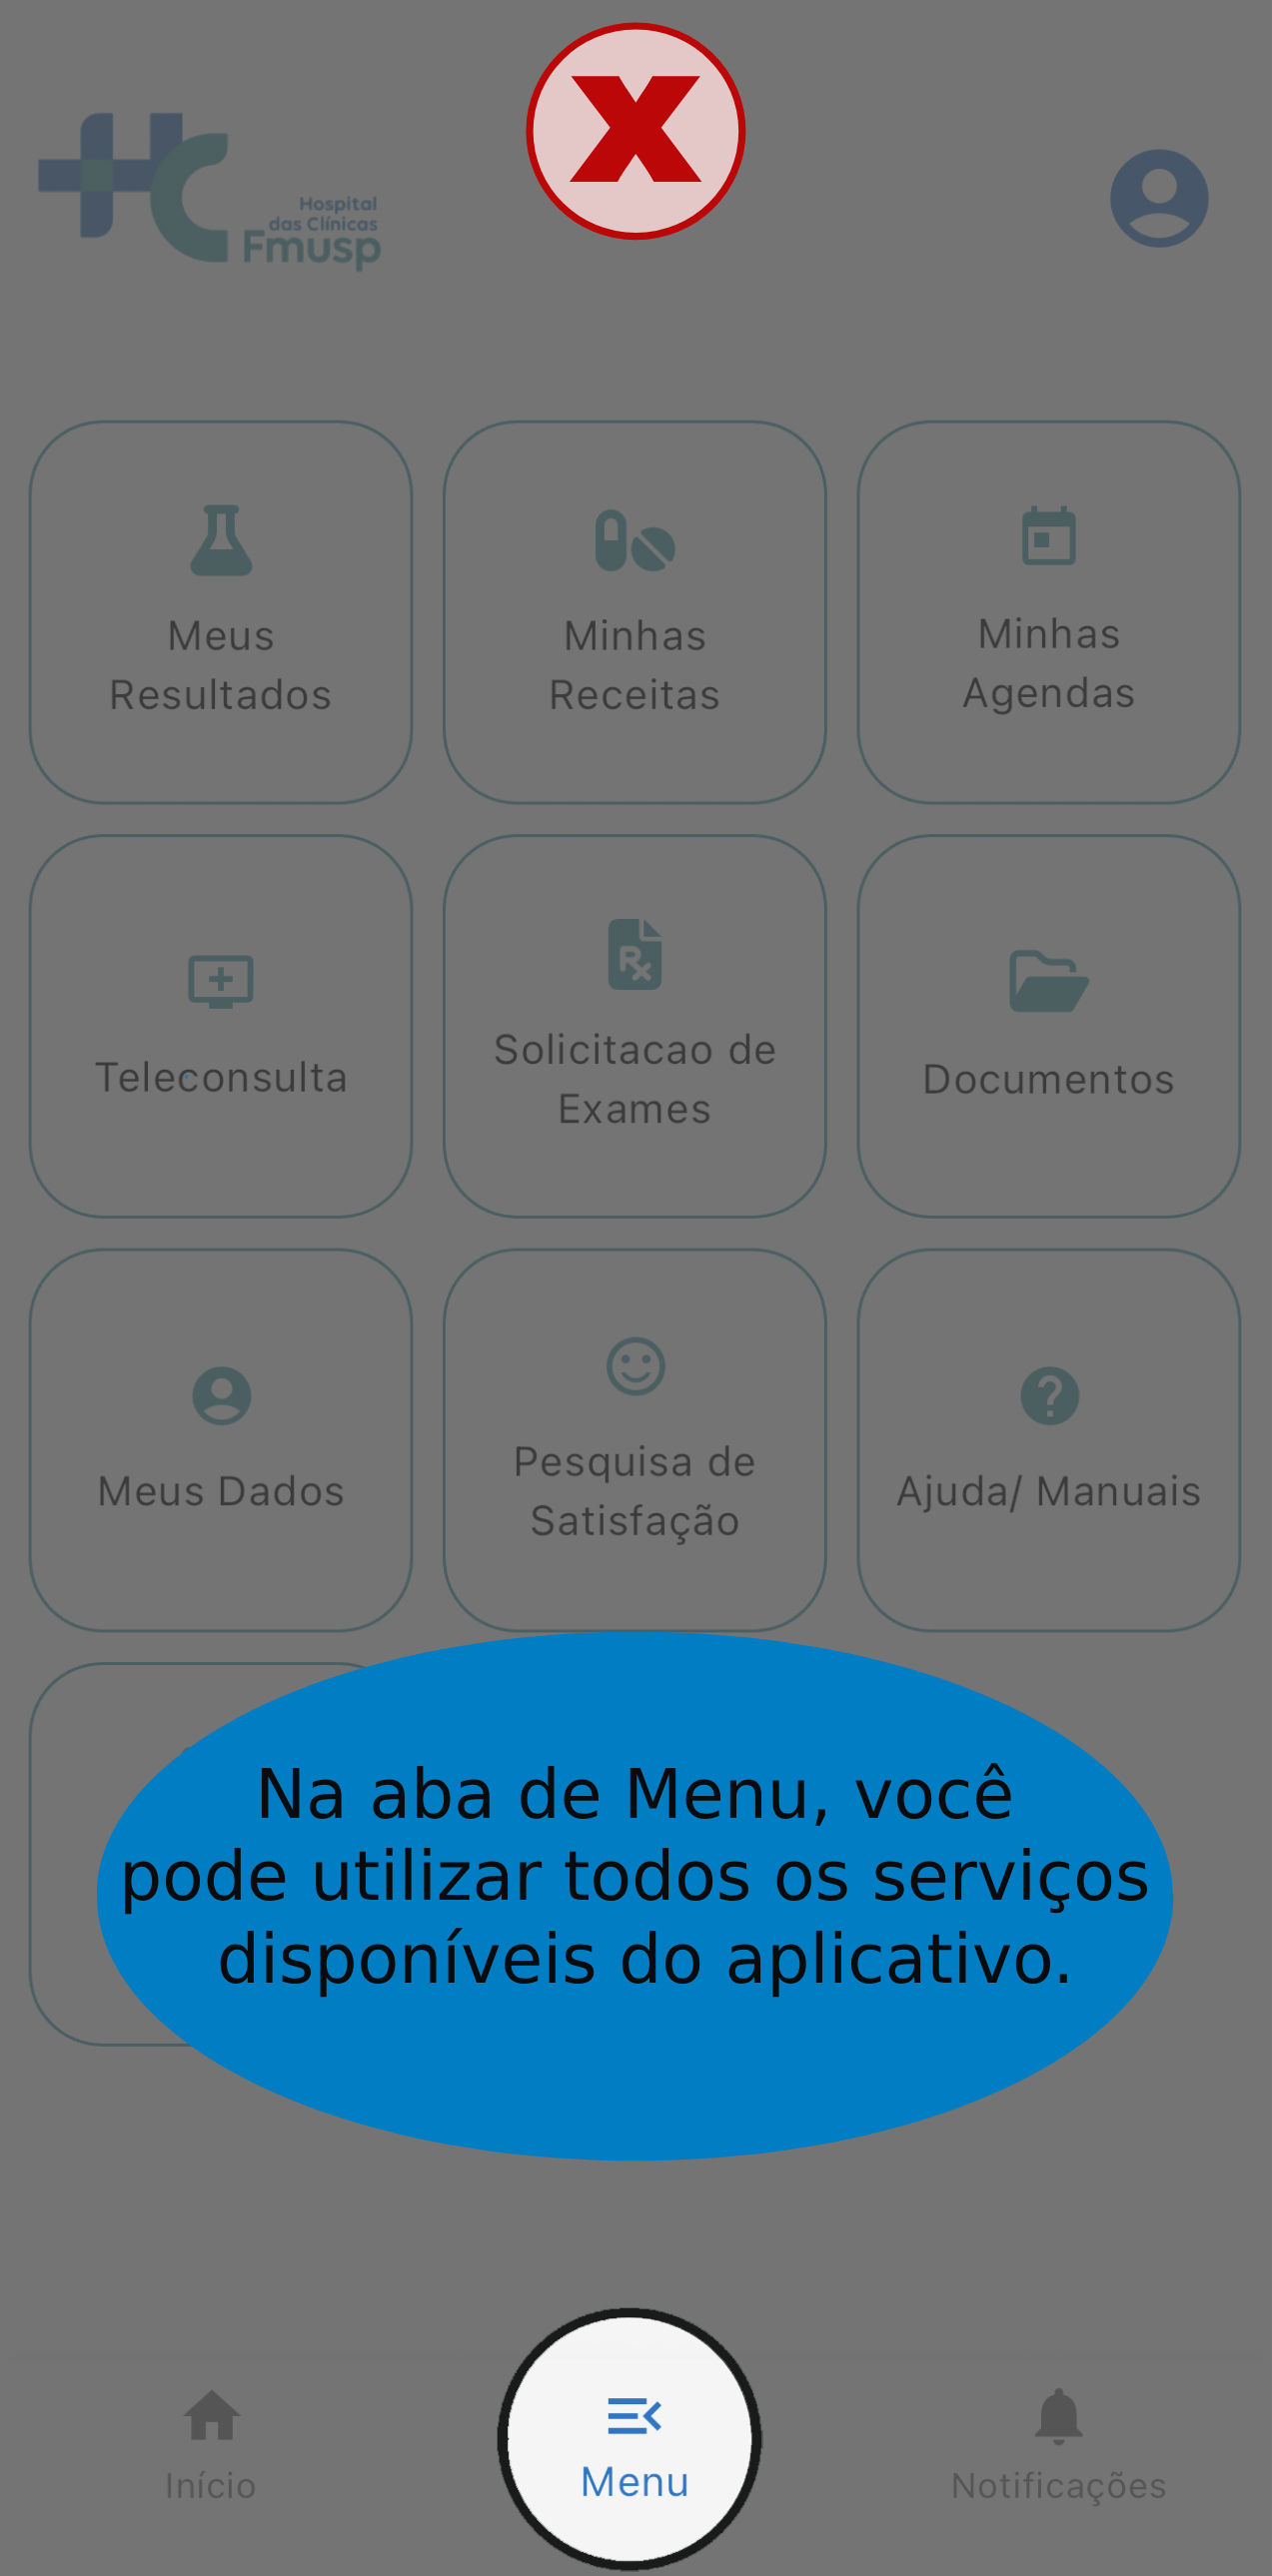 X
HC
Hospital
das Clínicas
Fmusp
Meus
Resultados
Minhas
Receitas
Minhas
Agendas
Teleconsulta
Rx
Solicitacao de
Exames
Documentos
Meus Dados
Pesquisa de
Satisfação
?
Ajuda/ Manuais
Na aba de Menu, você
pode utilizar todos os serviços
disponíveis do aplicativo.
Início
Menu
Notificações